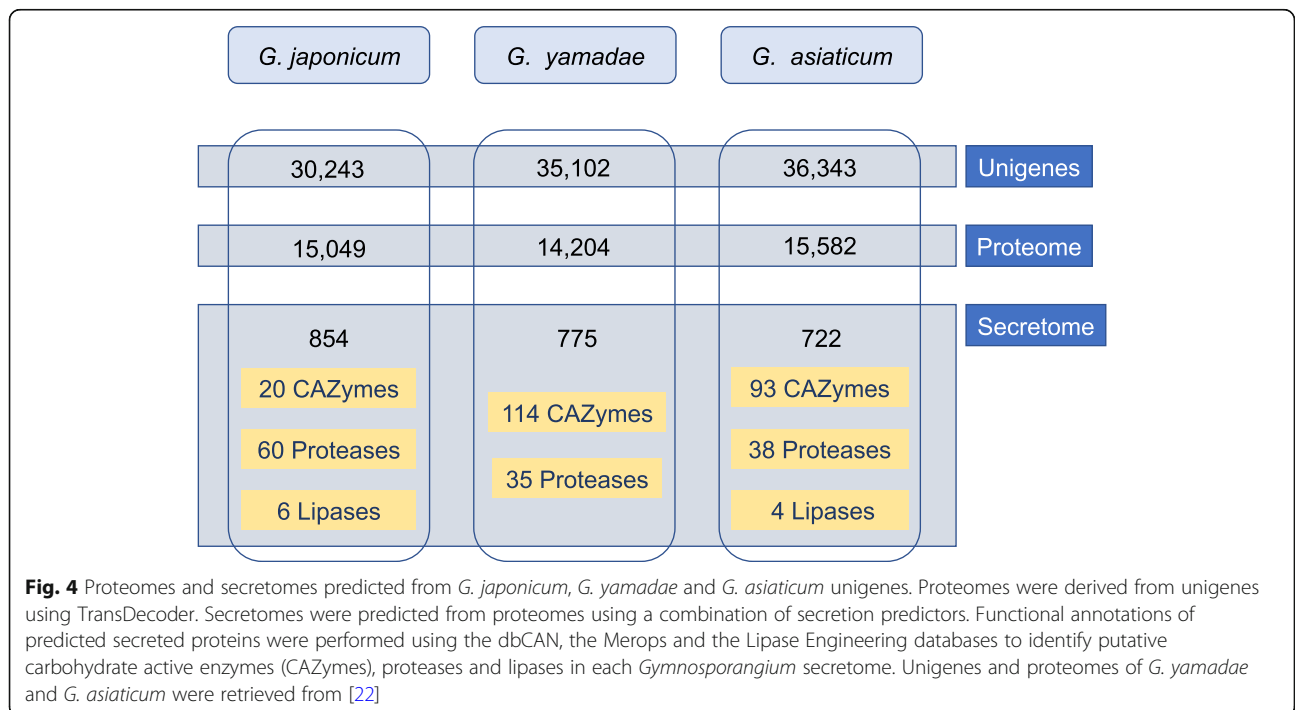 G. japonicum G. yamadae G. asiaticum
30,243 35,102 36,343 Unigenes
15,049 14,204 15,582 Proteome
854 775 722 Secretome
20 CAZymes 114 CAZymes 93 CAZymes
60 Proteases 35 Proteases 38 Proteases
6 Lipases 4 Lipases
Fig. 4 Proteomes and secretomes predicted from G. japonicum, G. yamadae and G. asiaticum unigenes. Proteomes were derived from unigenes
using TransDecoder. Secretomes were predicted from proteomes using a combination of secretion predictors. Functional annotations of
predicted secreted proteins were performed using the dbCAN, the Merops and the Lipase Engineering databases to identify putative
carbohydrate active enzymes (CAZymes), proteases and lipases in each Gymnosporangium secretome. Unigenes and proteomes of G. yamadae
and G. asiaticum were retrieved from [22]